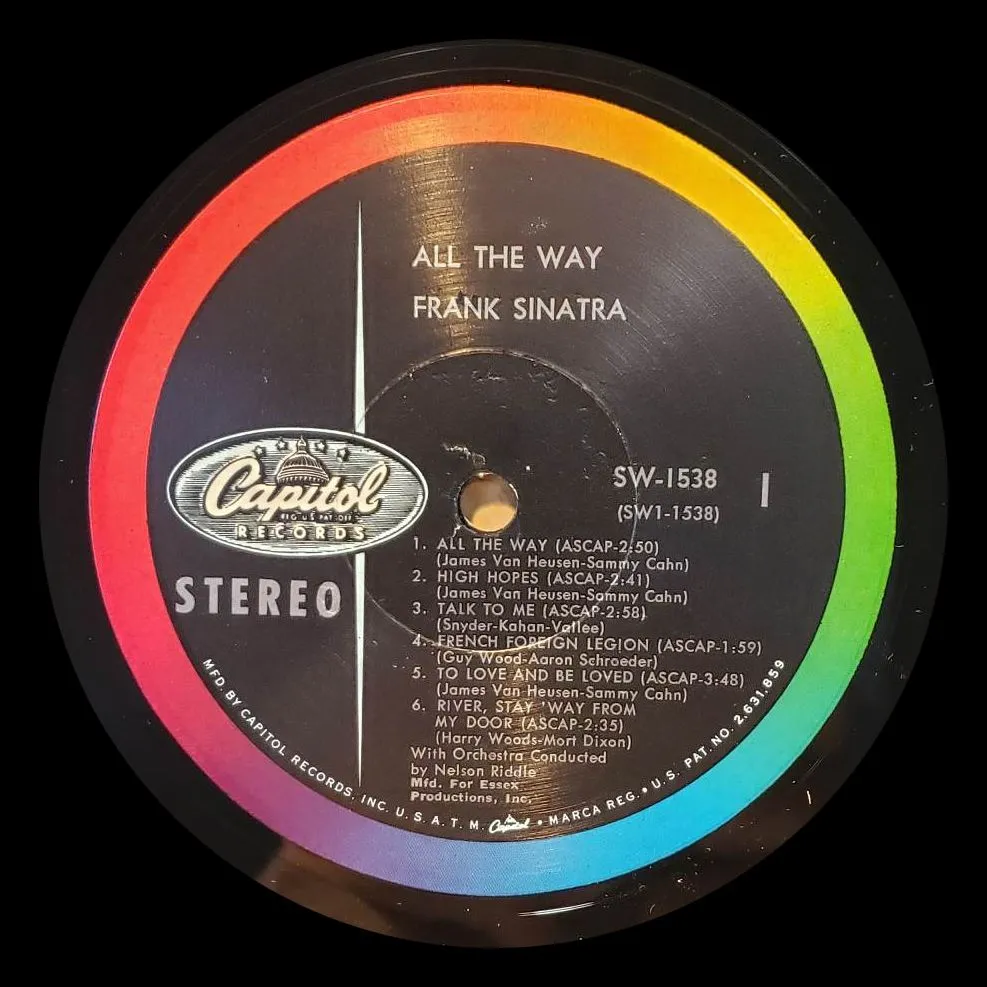 ALL THE WAY
FRANK SINATRA
Capitol
REG. U.S. PAT. OFF.
RECORDS
STEREO
SW-1538
1
(SW1-1538)
1. ALL THE WAY (ASCAP-2:50)
(James Van Heusen-Sammy Cahn)
2. HIGH HOPES (ASCAP-2:41)
(James Van Heusen-Sammy Cahn)
3. TALK TO ME (ASCAP-2:58)
(Snyder-Kahan-Vallee)
4. FRENCH FOREIGN LEGION (ASCAP-1:59)
(Guy Wood-Aaron Schroeder)
5. TO LOVE AND BE LOVED (ASCAP-3:48)
(James Van Heusen-Sammy Cahn)
6. RIVER, STAY 'WAY FROM
MY DOOR (ASCAP-2:35)
(Harry Woods-Mort Dixon)
With Orchestra Conducted
by Nelson Riddle
Mfd. For Essex
Productions, Inc.
MFD. BY CAPITOL RECORDS, INC. U.S.A. T.M. Capitol • MARCA REG. • U.S. PAT. NO. 2,631,859